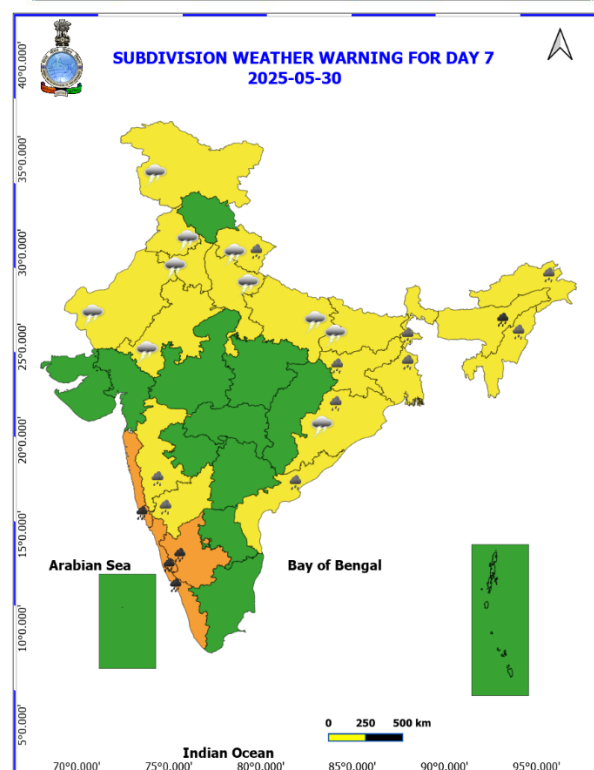 SUBDIVISION WEATHER WARNING FOR DAY 7
2025-05-30
40°0.000'
35°0.000'
30°0.000'
25°0.000'
20°0.000'
15°0.000'
10°0.000'
5°0.000'
Arabian Sea
Bay of Bengal
0 250 500 km
Indian Ocean
70°0.000' 75°0.000' 80°0.000' 85°0.000' 90°0.000' 95°0.000'